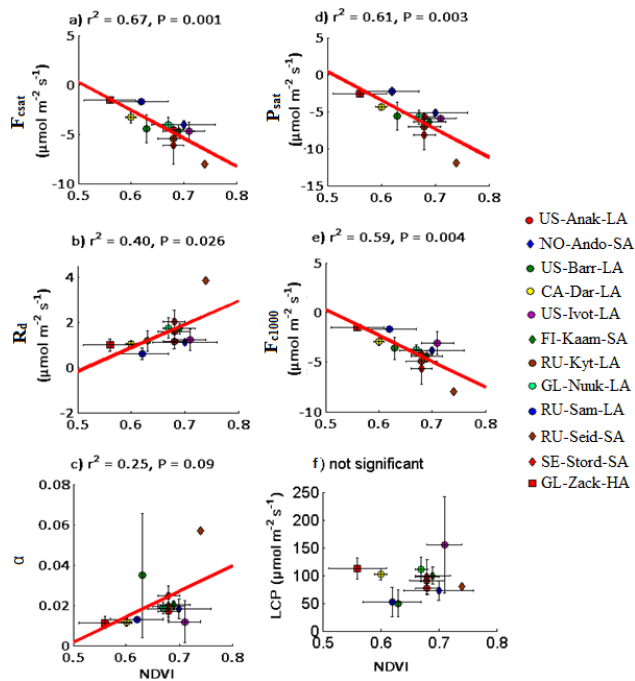 a) r² = 0.67, P = 0.001
F_csat
(μmol m⁻² s⁻¹)
0
-5
-10
0.5 0.6 0.7 0.8
d) r² = 0.61, P = 0.003
P_sat
(μmol m⁻² s⁻¹)
5
0
-5
-10
-15
0.5 0.6 0.7 0.8
b) r² = 0.40, P = 0.026
R_d
(μmol m⁻² s⁻¹)
4
2
0
-2
0.5 0.6 0.7 0.8
e) r² = 0.59, P = 0.004
F_c1000
(μmol m⁻² s⁻¹)
5
0
-5
-10
0.5 0.6 0.7 0.8
c) r² = 0.25, P = 0.09
α
0.08
0.06
0.04
0.02
0
0.5 0.6 0.7 0.8
NDVI
f) not significant
LCP (μmol m⁻² s⁻¹)
250
200
150
100
50
0
0.5 0.6 0.7 0.8
NDVI
US-Anak-LA
NO-Ando-SA
US-Barr-LA
CA-Dar-LA
US-Ivot-LA
FI-Kaam-SA
RU-Kyt-LA
GL-Nuuk-LA
RU-Sam-LA
RU-Seid-SA
SE-Stord-SA
GL-Zack-HA